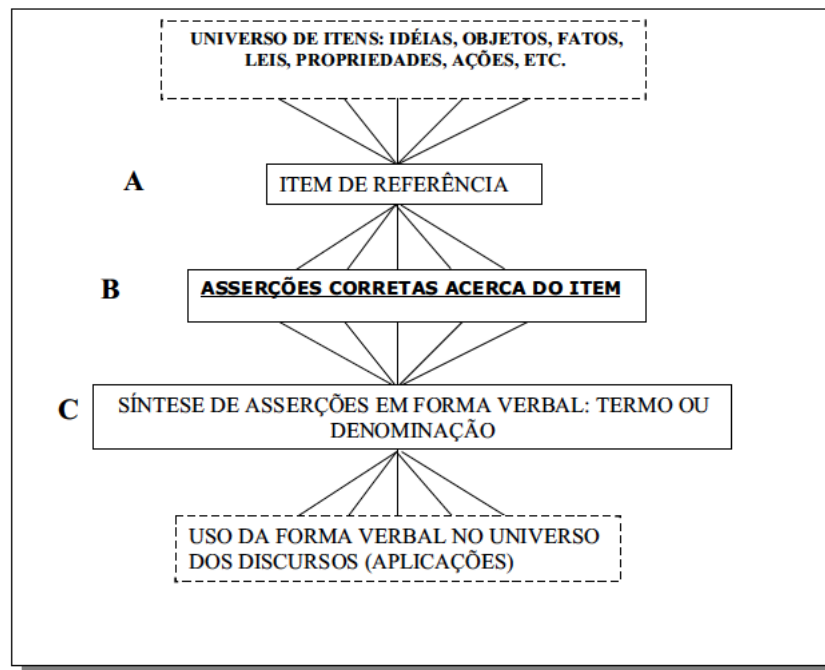 UNIVERSO DE ITENS: IDÉIAS, OBJETOS, FATOS,
LEIS, PROPRIEDADES, AÇÕES, ETC.
A
ITEM DE REFERÊNCIA
B
ASSERÇÕES CORRETAS ACERCA DO ITEM
C
SÍNTESE DE ASSERÇÕES EM FORMA VERBAL: TERMO OU
DENOMINAÇÃO
USO DA FORMA VERBAL NO UNIVERSO
DOS DISCURSOS (APLICAÇÕES)